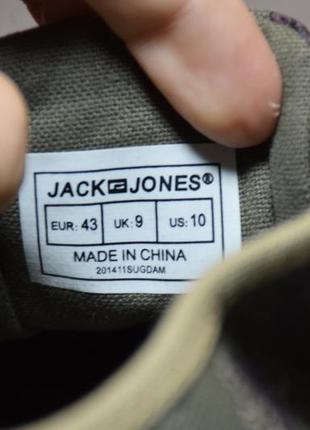 JACK JONES®
EUR: 43 UK: 9 US: 10
MADE IN CHINA
201411SUGDAM